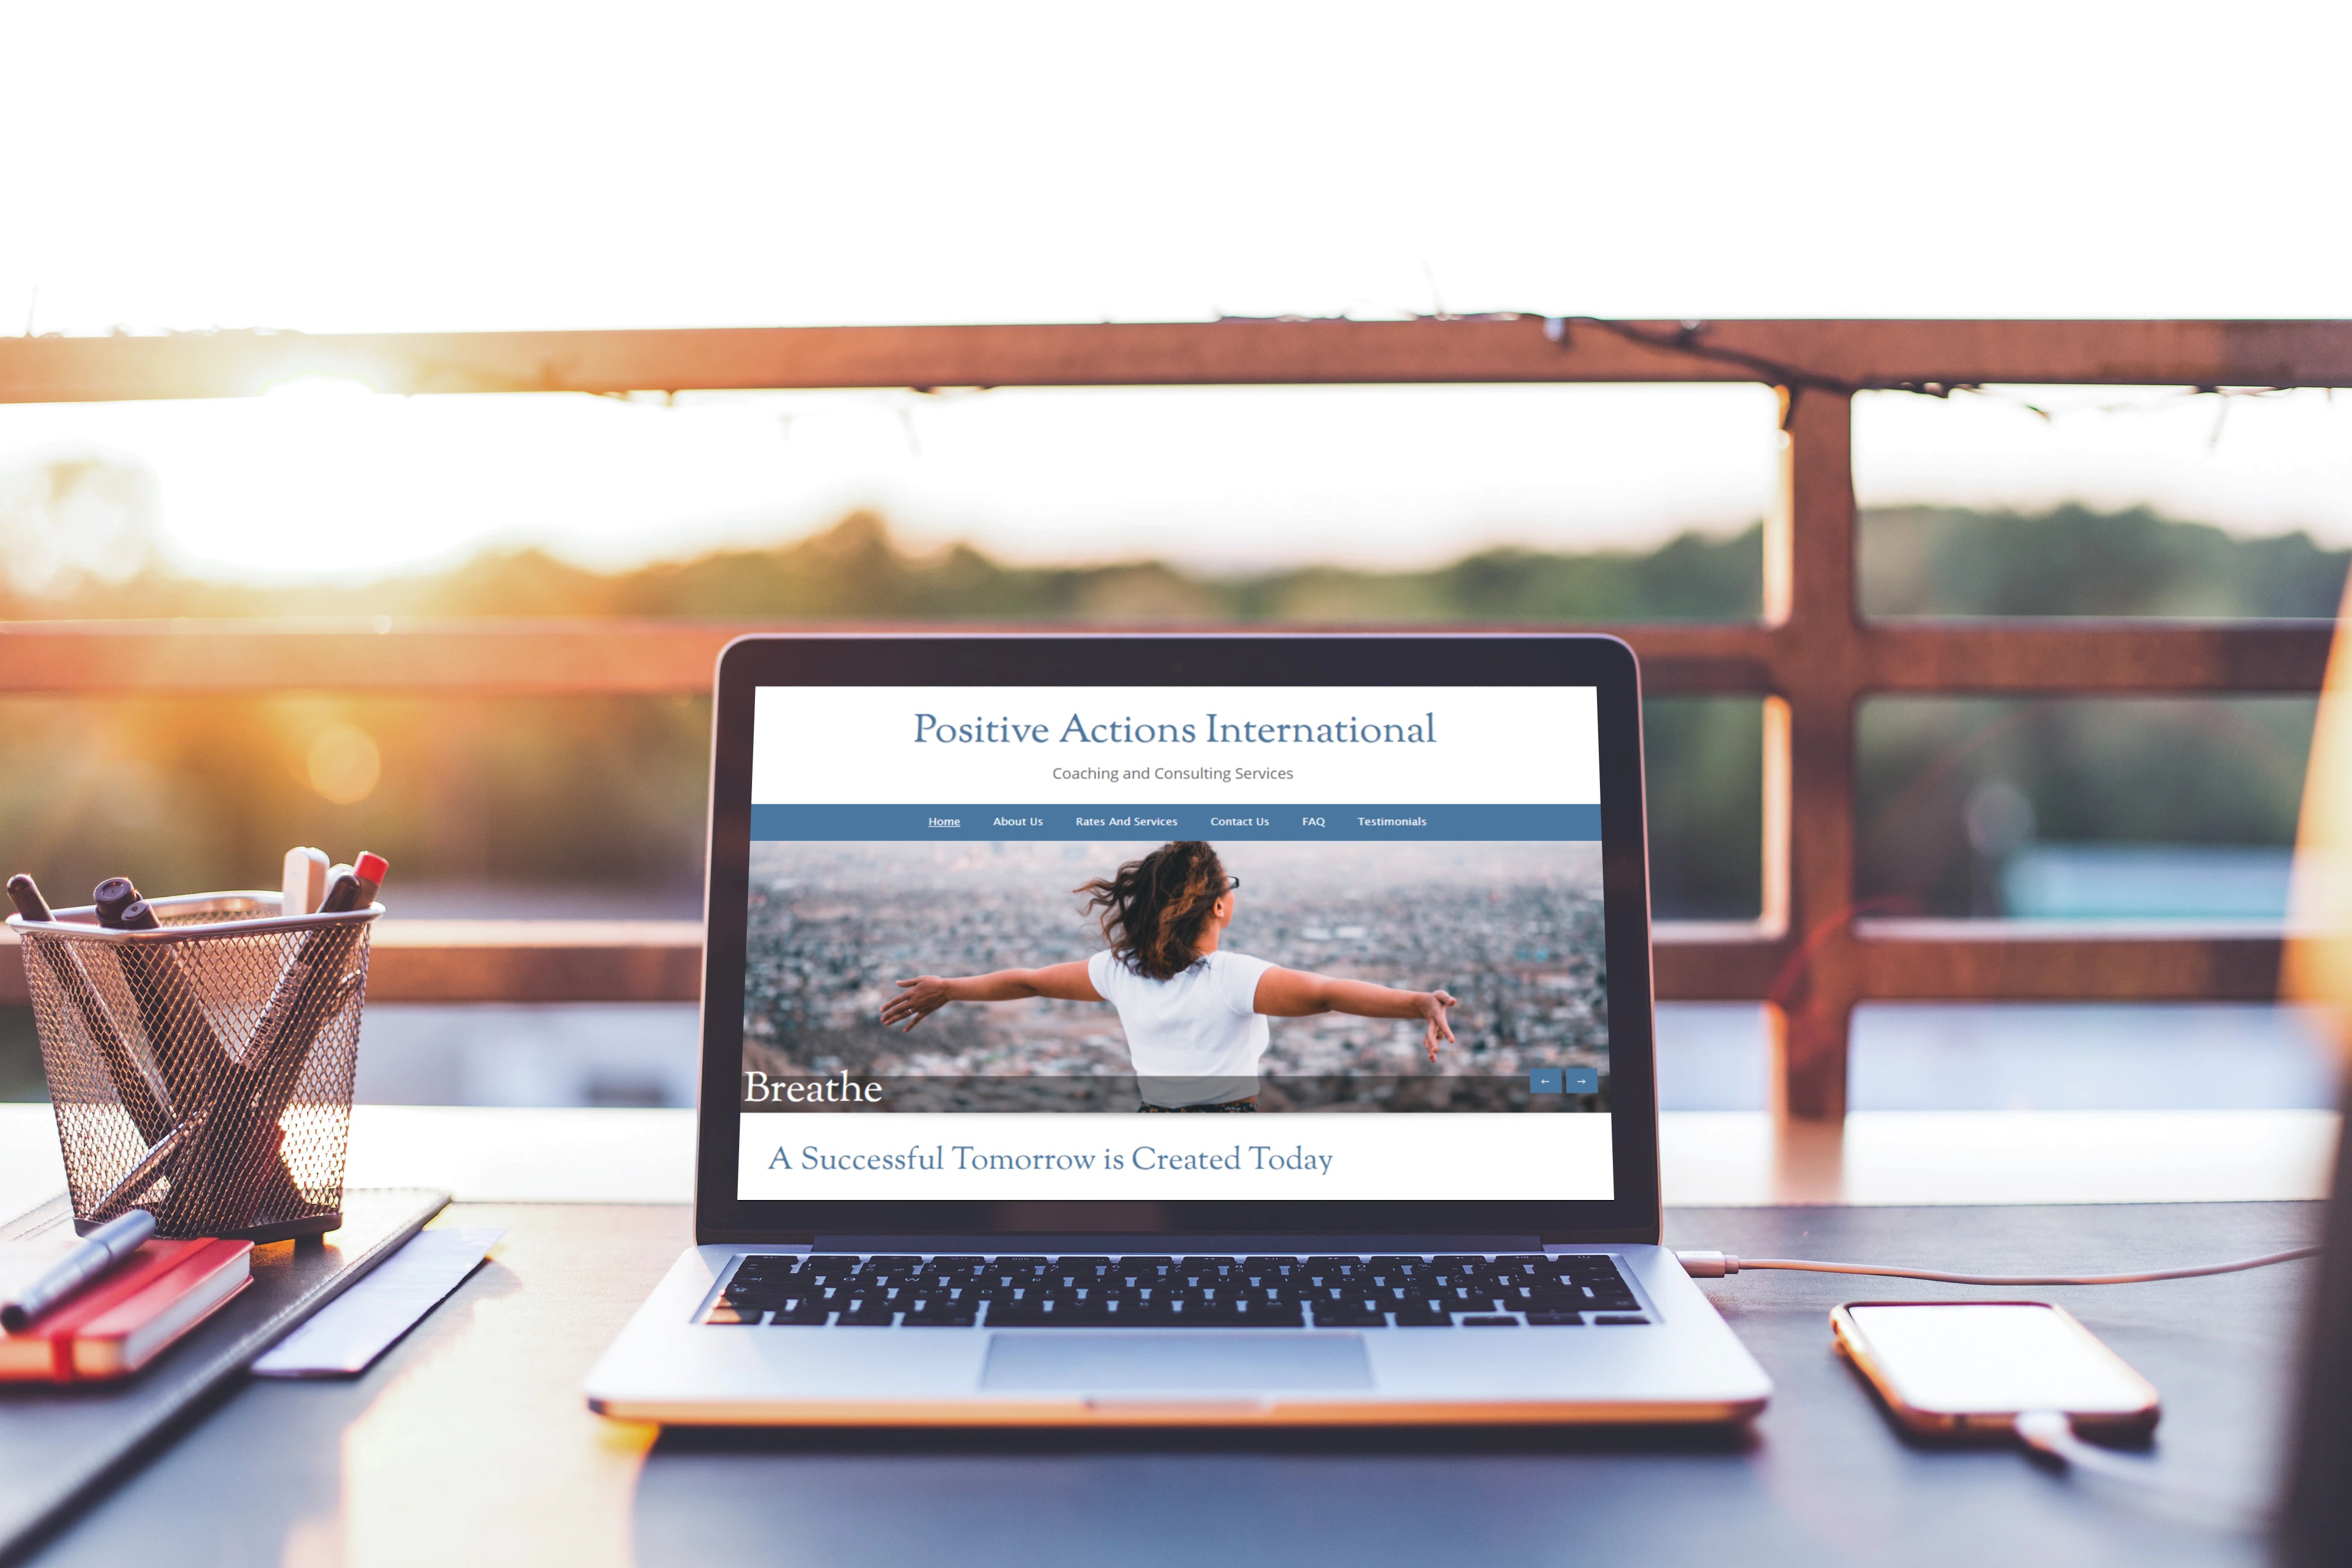 Positive Actions International
Coaching and Consulting Services
Home About Us Rates And Services Contact Us FAQ Testimonials
Breathe
← →
A Successful Tomorrow is Created Today